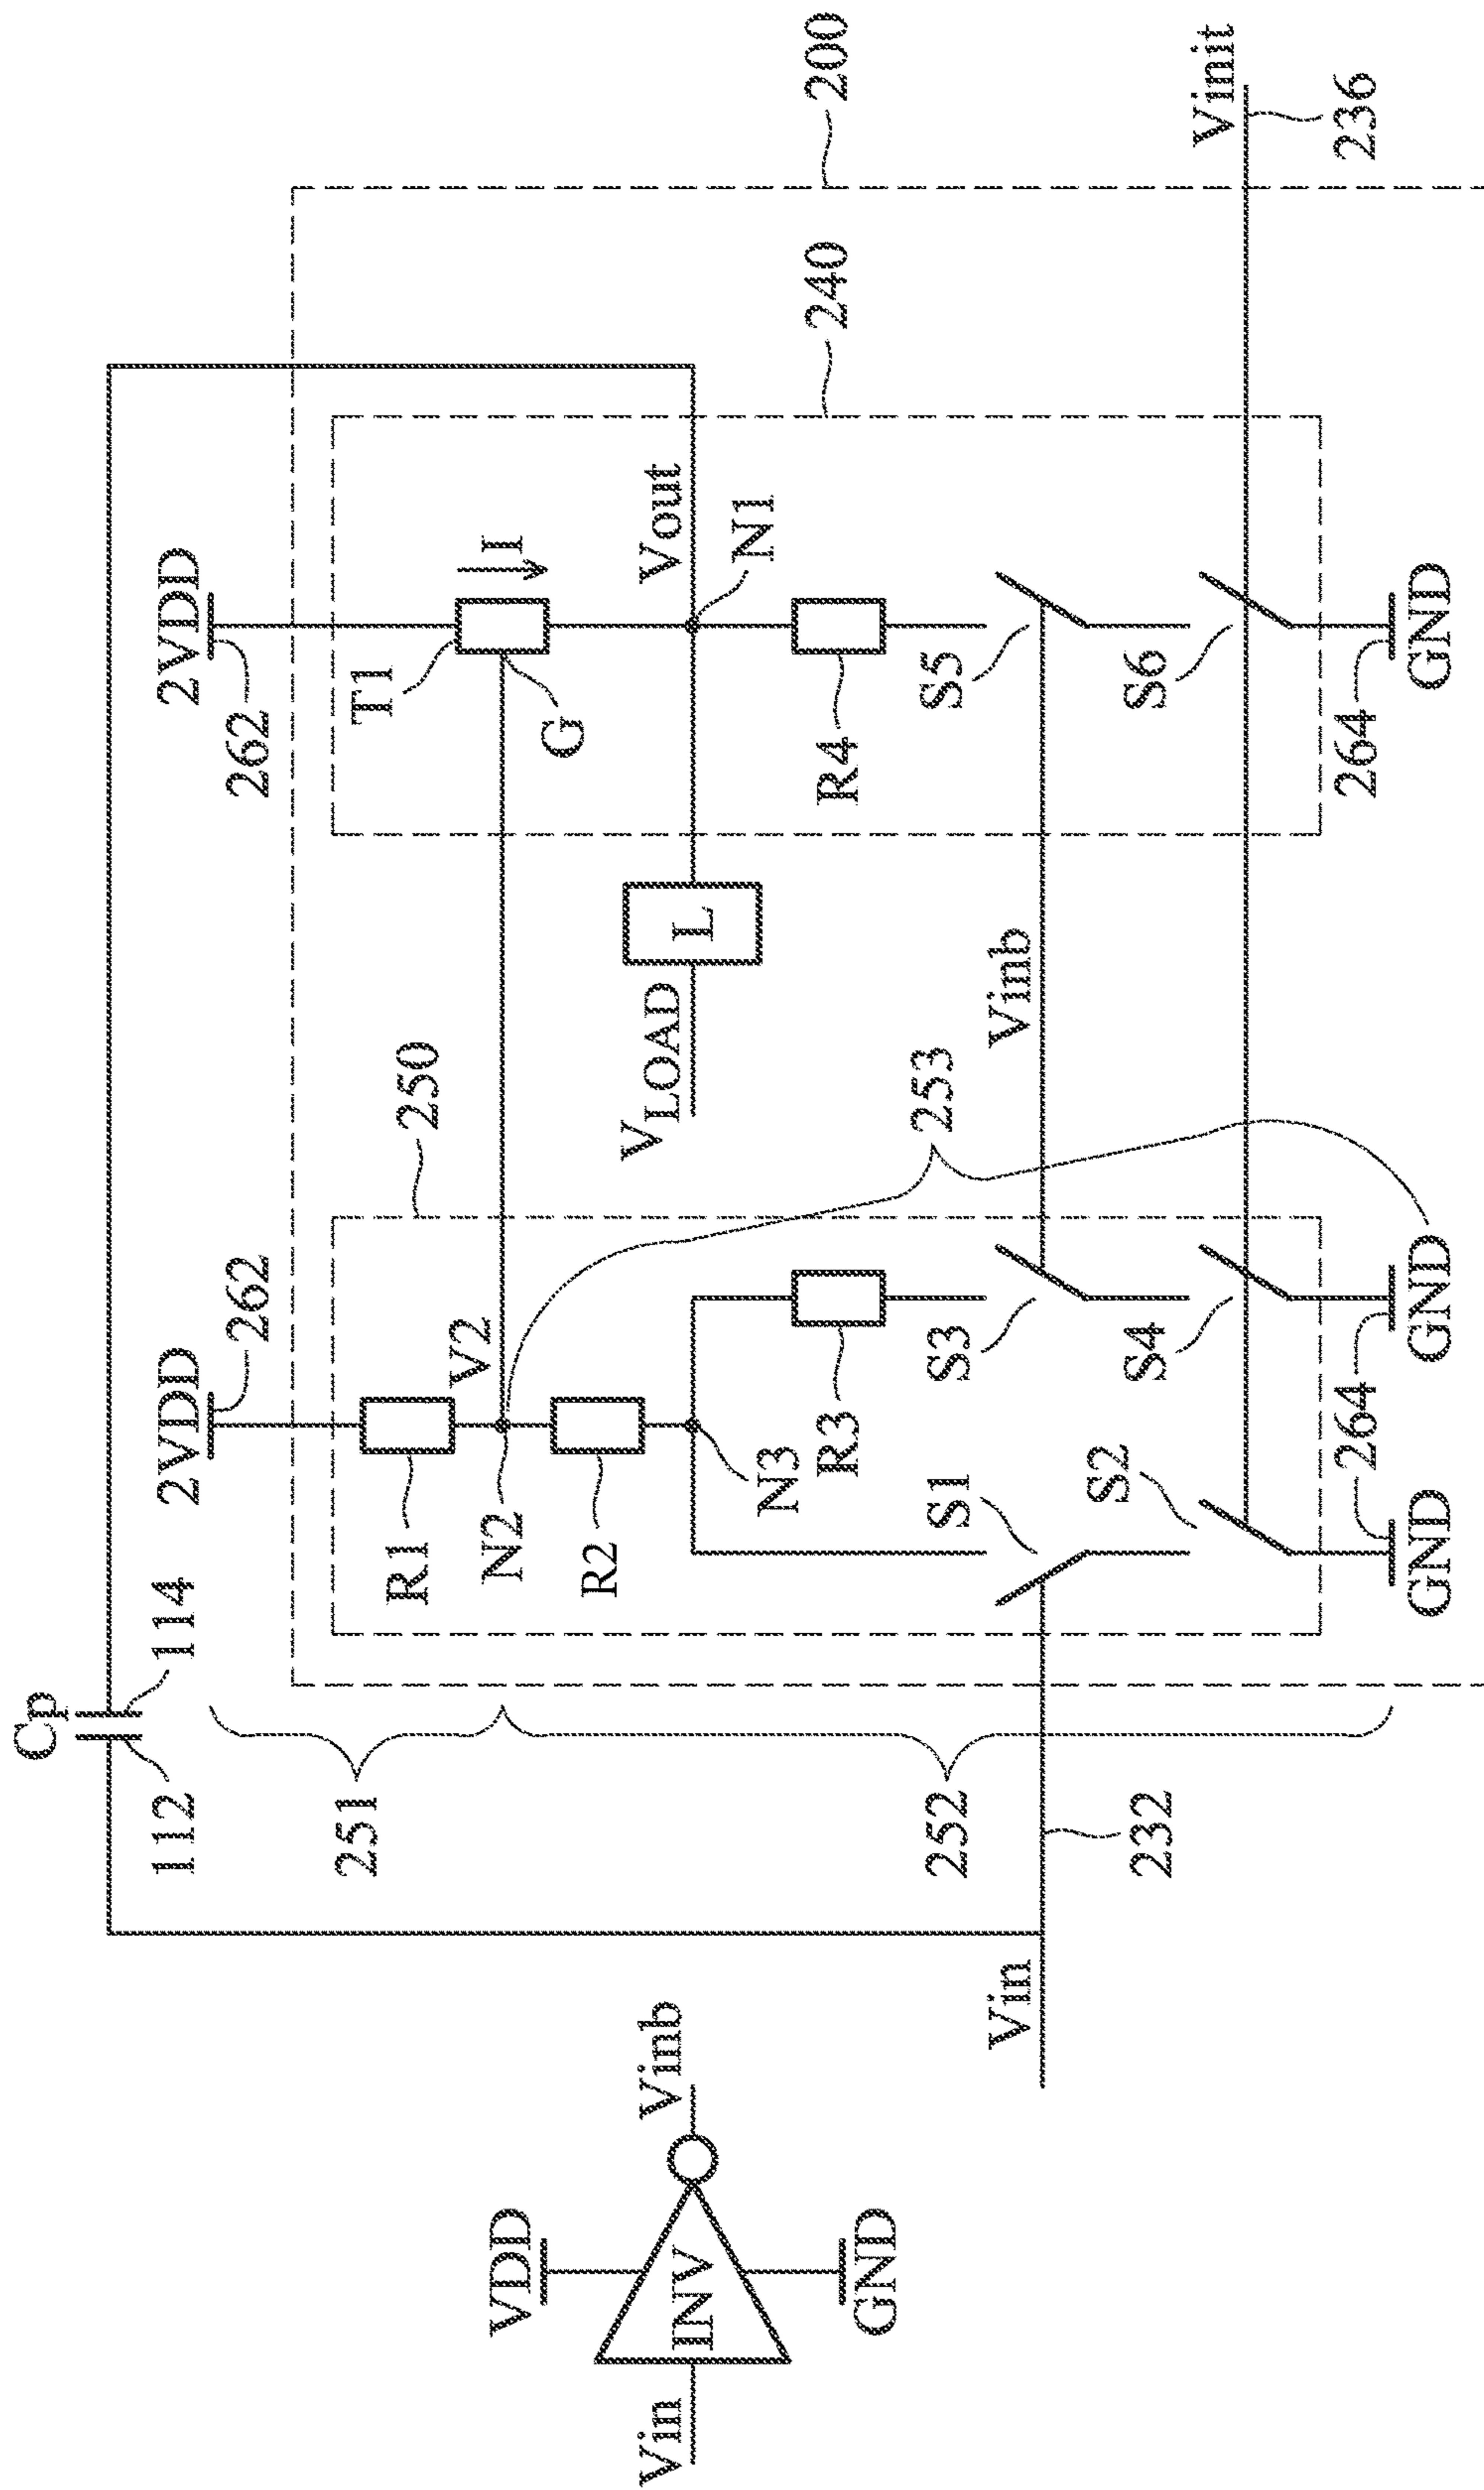 Cp
112
114
2VDD
262
2VDD
262
200
251
R1
V2
250
T1
I
G
240
VDD
N2
R2
VLOAD
L
Vout
N1
Vin
INV
Vinb
N3
R3
R4
GND
253
252
S1
S3
Vinb
S5
Vin
232
S2
S4
S6
Vinit
236
264
264
GND
GND
GND